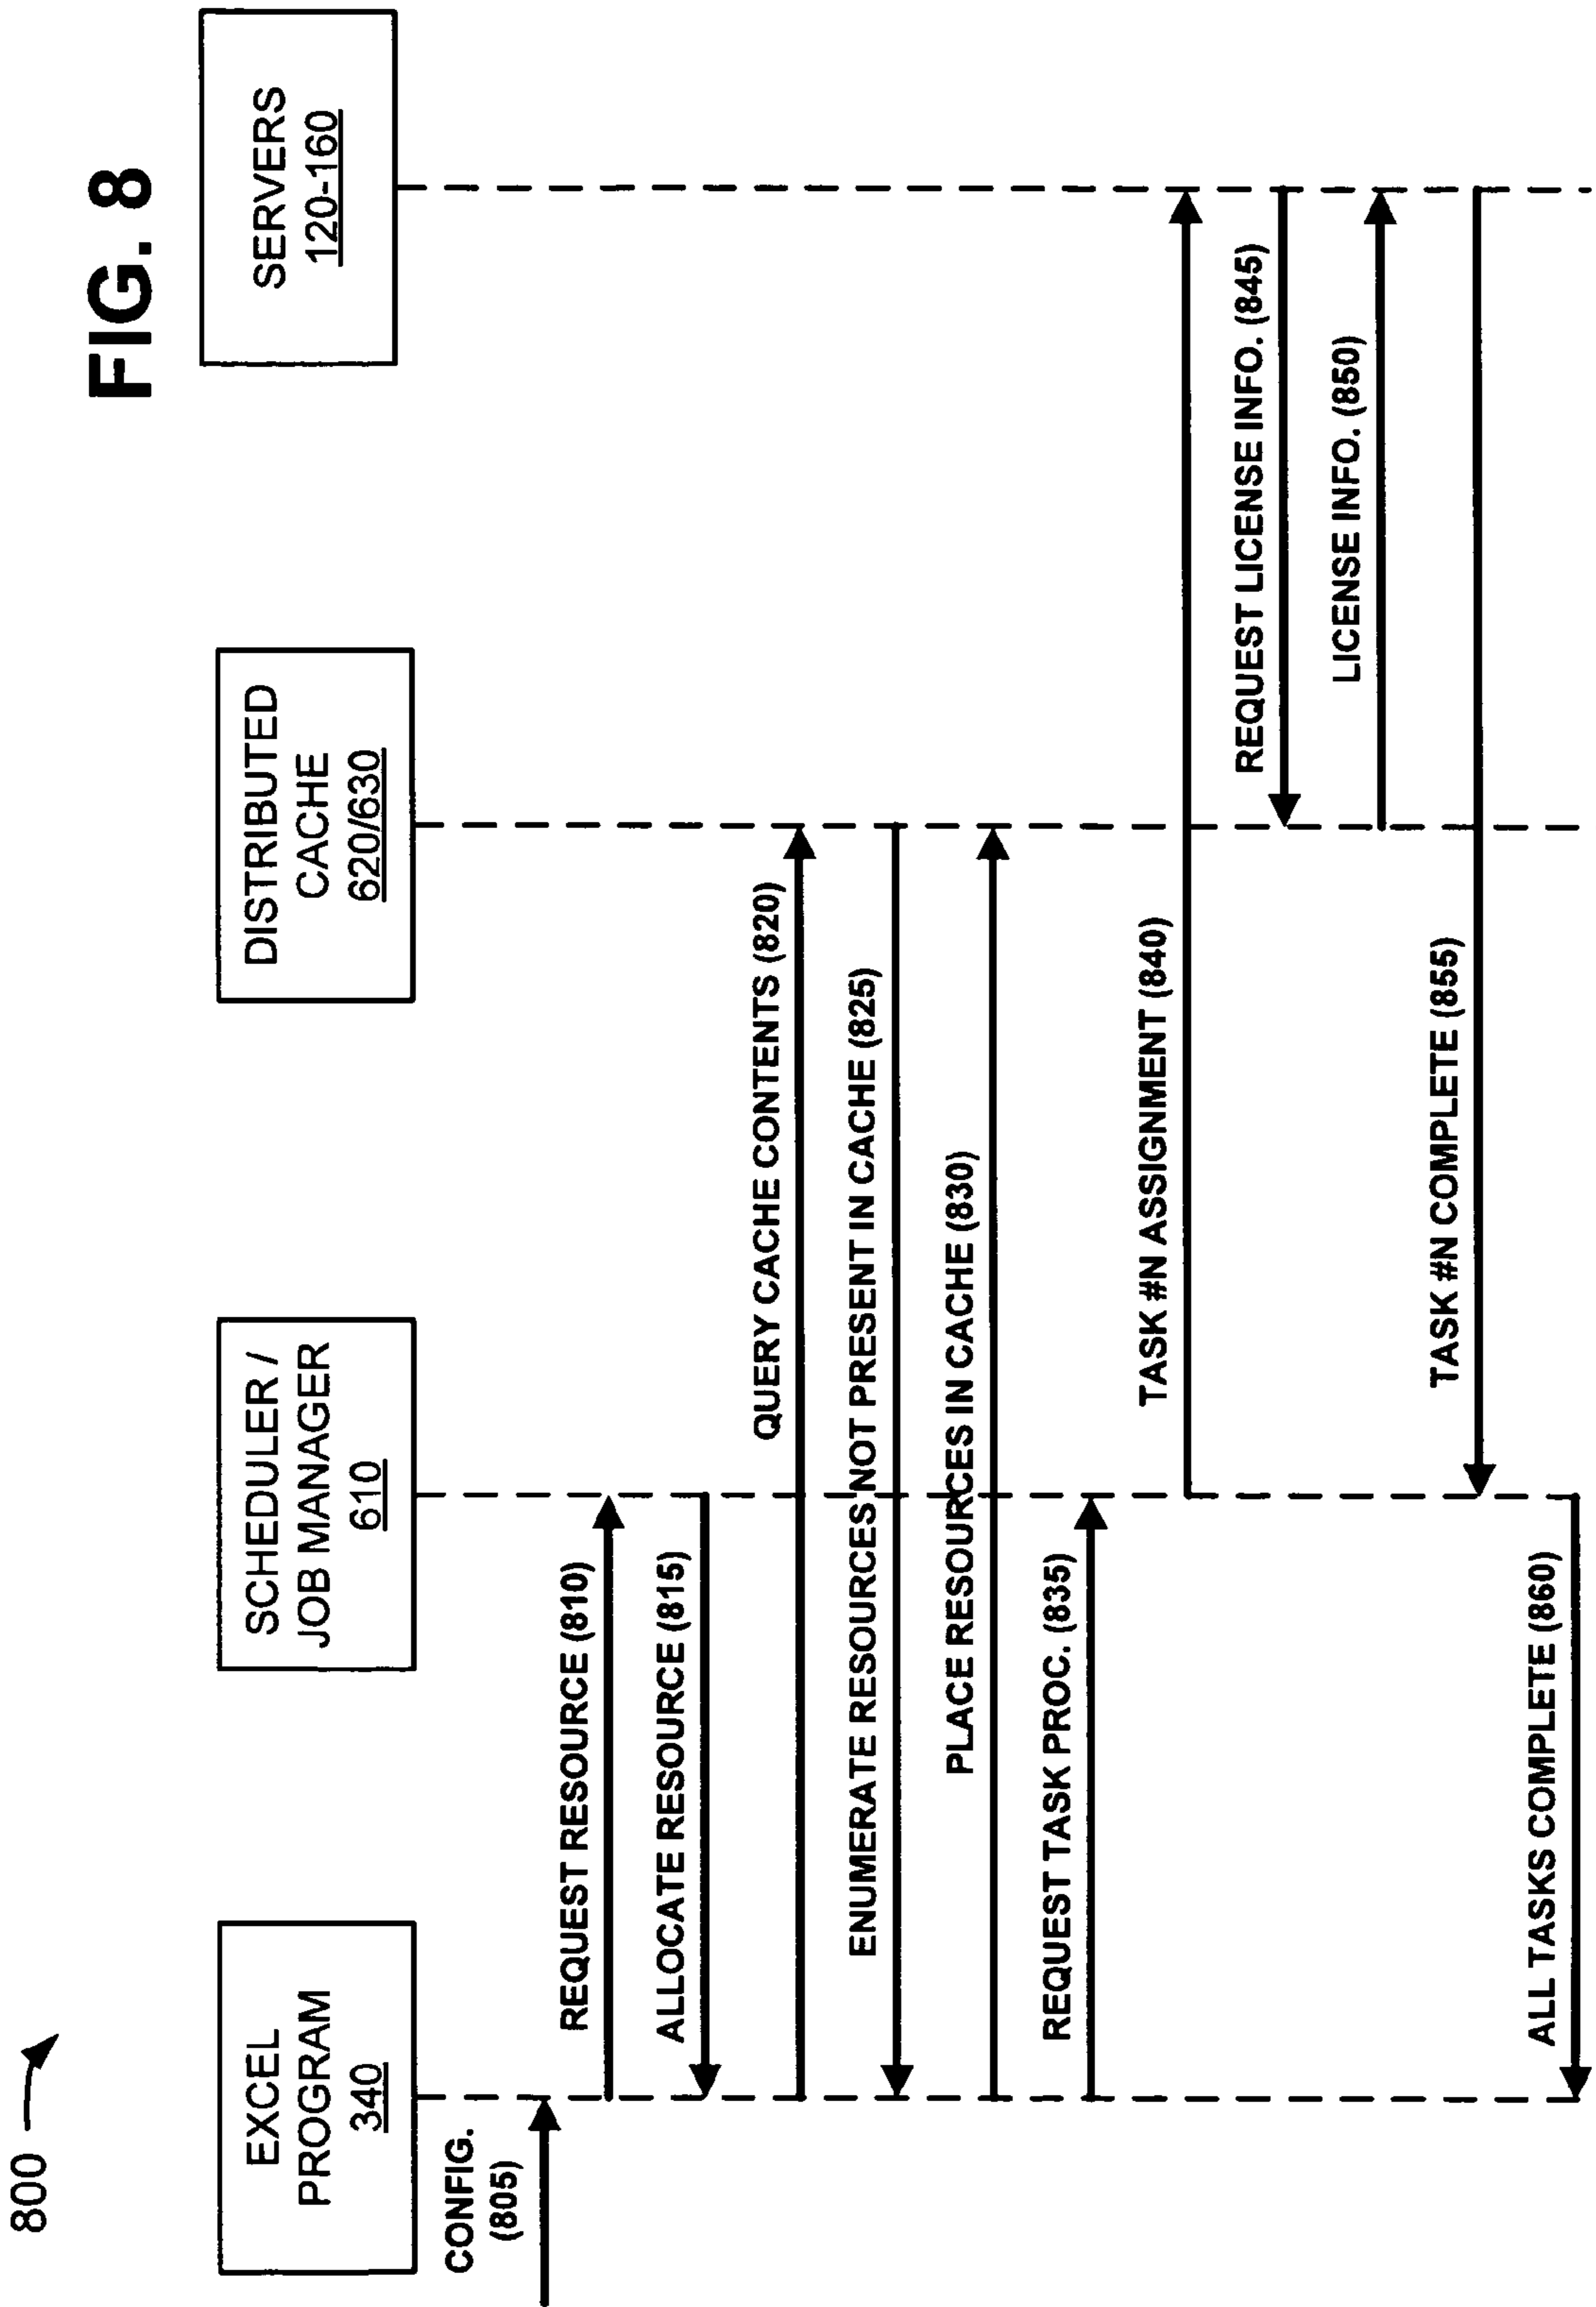 800
FIG. 8
EXCEL
PROGRAM
340
SCHEDULER /
JOB MANAGER
610
DISTRIBUTED
CACHE
620/630
SERVERS
120-160
CONFIG.
(805)
REQUEST RESOURCE (810)
ALLOCATE RESOURCE (815)
QUERY CACHE CONTENTS (820)
ENUMERATE RESOURCES NOT PRESENT IN CACHE (825)
PLACE RESOURCES IN CACHE (830)
REQUEST TASK PROC. (835)
TASK #N ASSIGNMENT (840)
REQUEST LICENSE INFO. (845)
LICENSE INFO. (850)
TASK #N COMPLETE (855)
ALL TASKS COMPLETE (860)